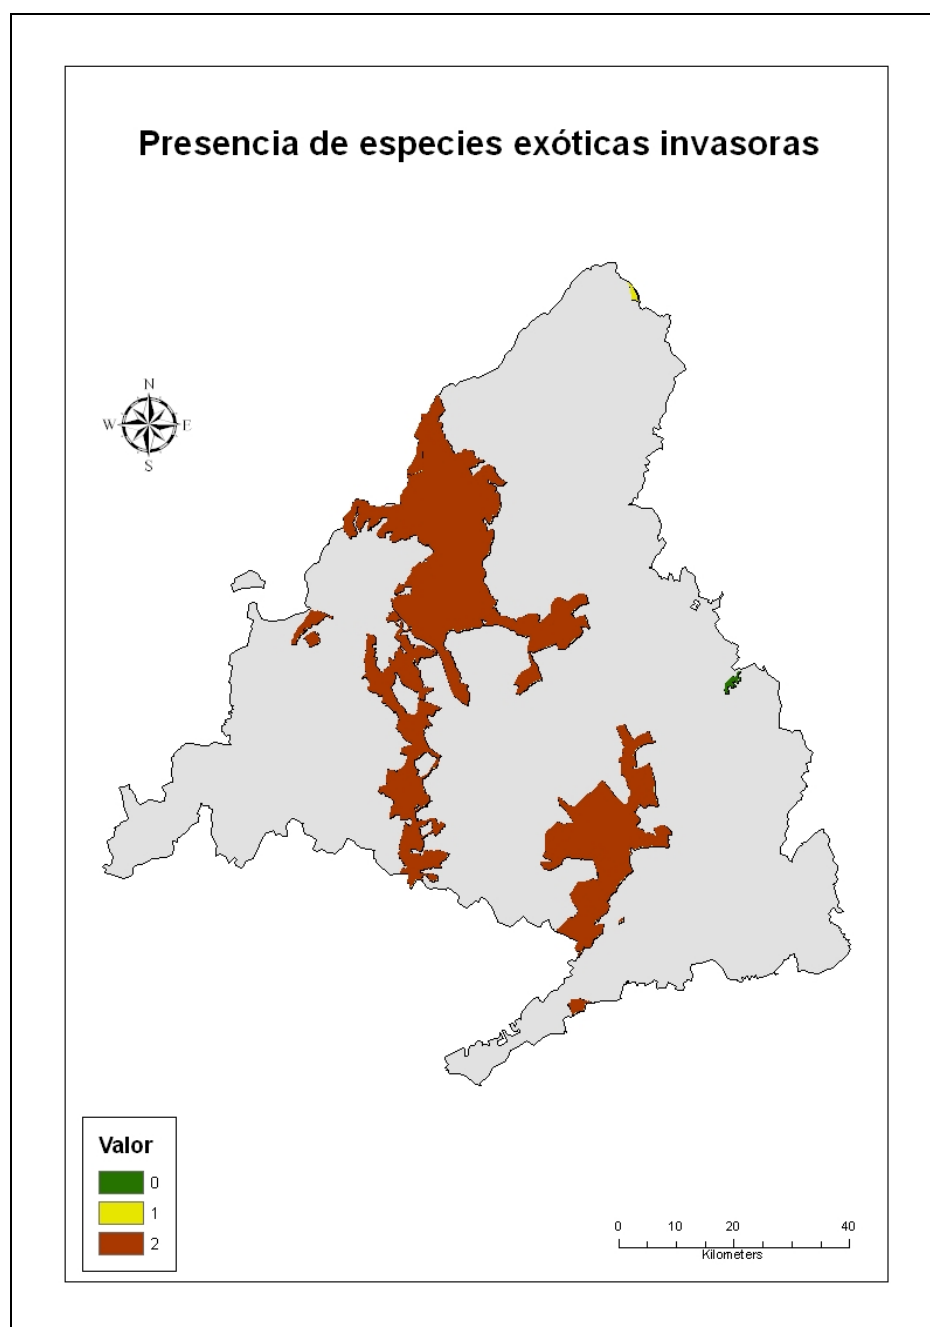 Presencia de especies exóticas invasoras
N
W E
S
Valor
0
1
2
0 10 20 40
Kilometers